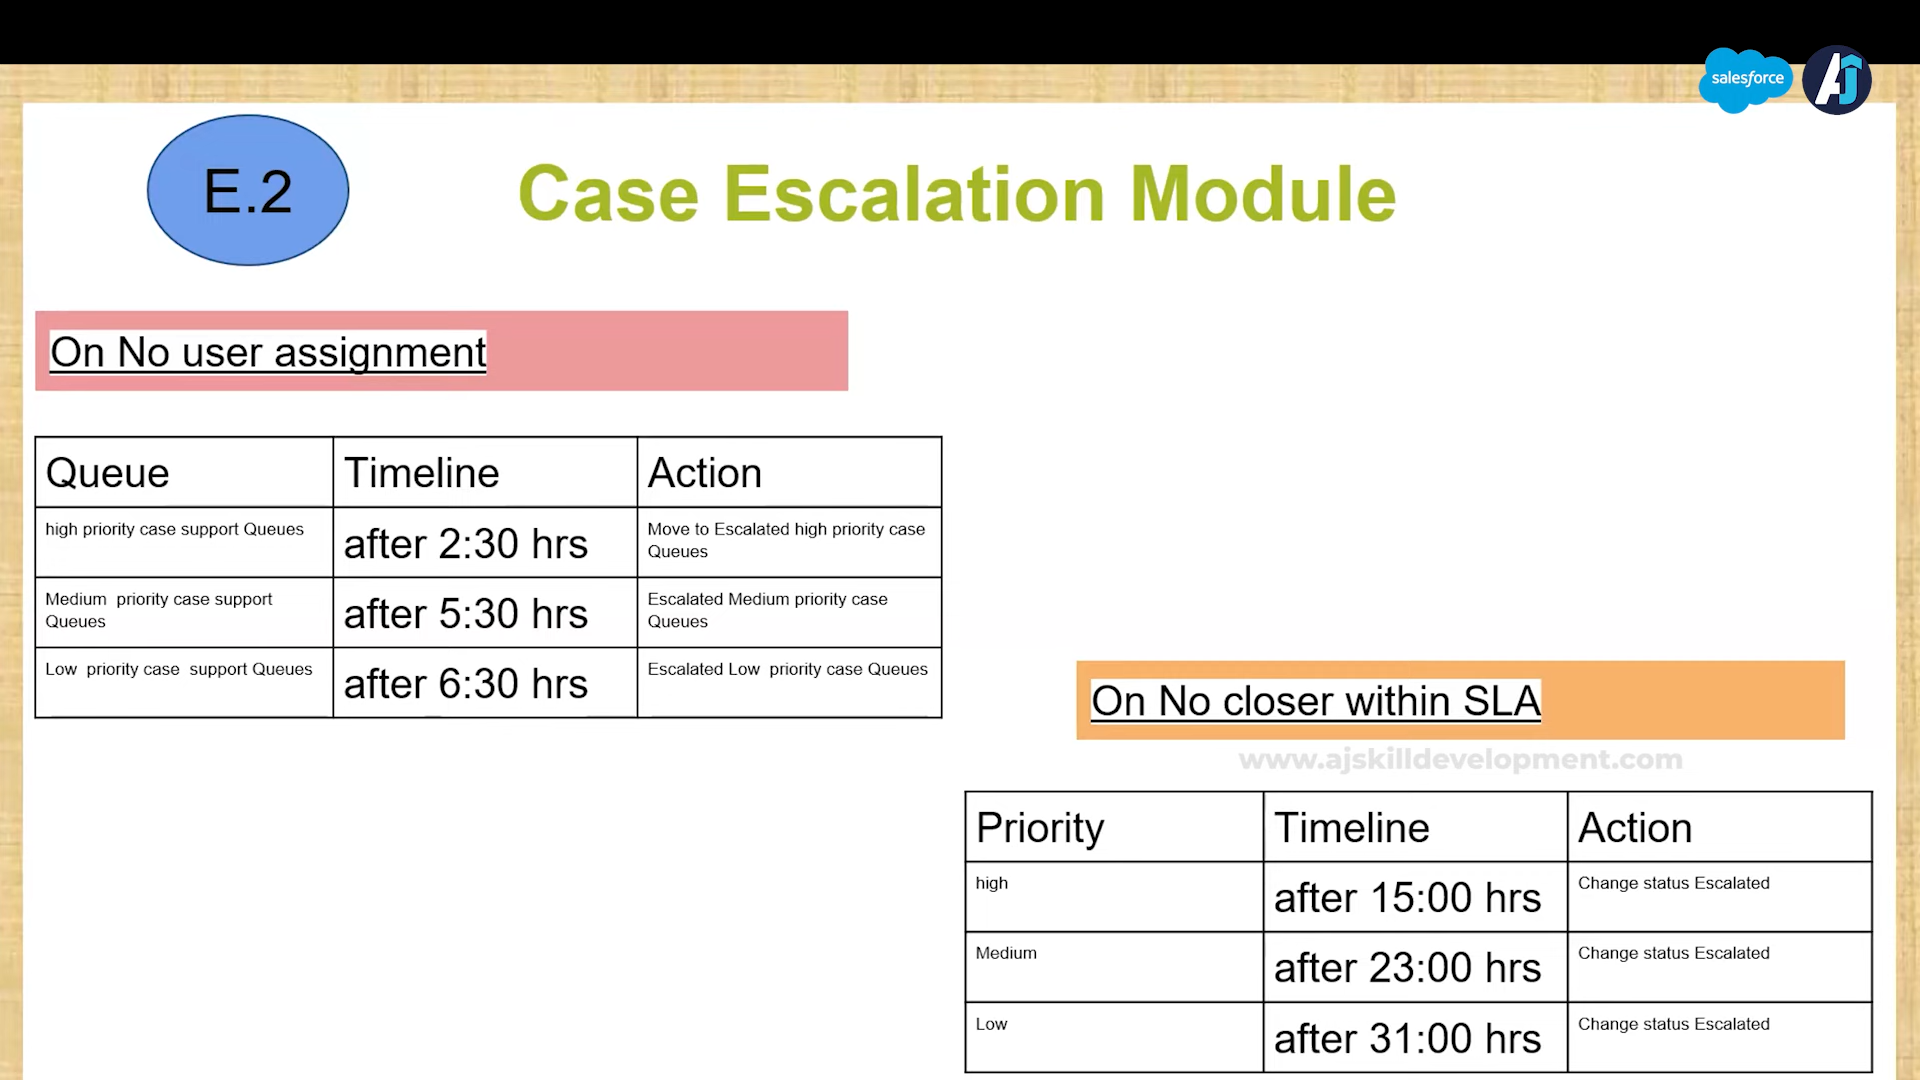 salesforce
AJ
E.2
Case Escalation Module
On No user assignment
Queue Timeline Action
high priority case support Queues after 2:30 hrs Move to Escalated high priority case
Queues
Medium priority case support after 5:30 hrs Escalated Medium priority case
Queues Queues
Low priority case support Queues after 6:30 hrs Escalated Low priority case Queues
On No closer within SLA
www.ajskilldevelopment.com
Priority Timeline Action
high after 15:00 hrs Change status Escalated
Medium after 23:00 hrs Change status Escalated
Low after 31:00 hrs Change status Escalated